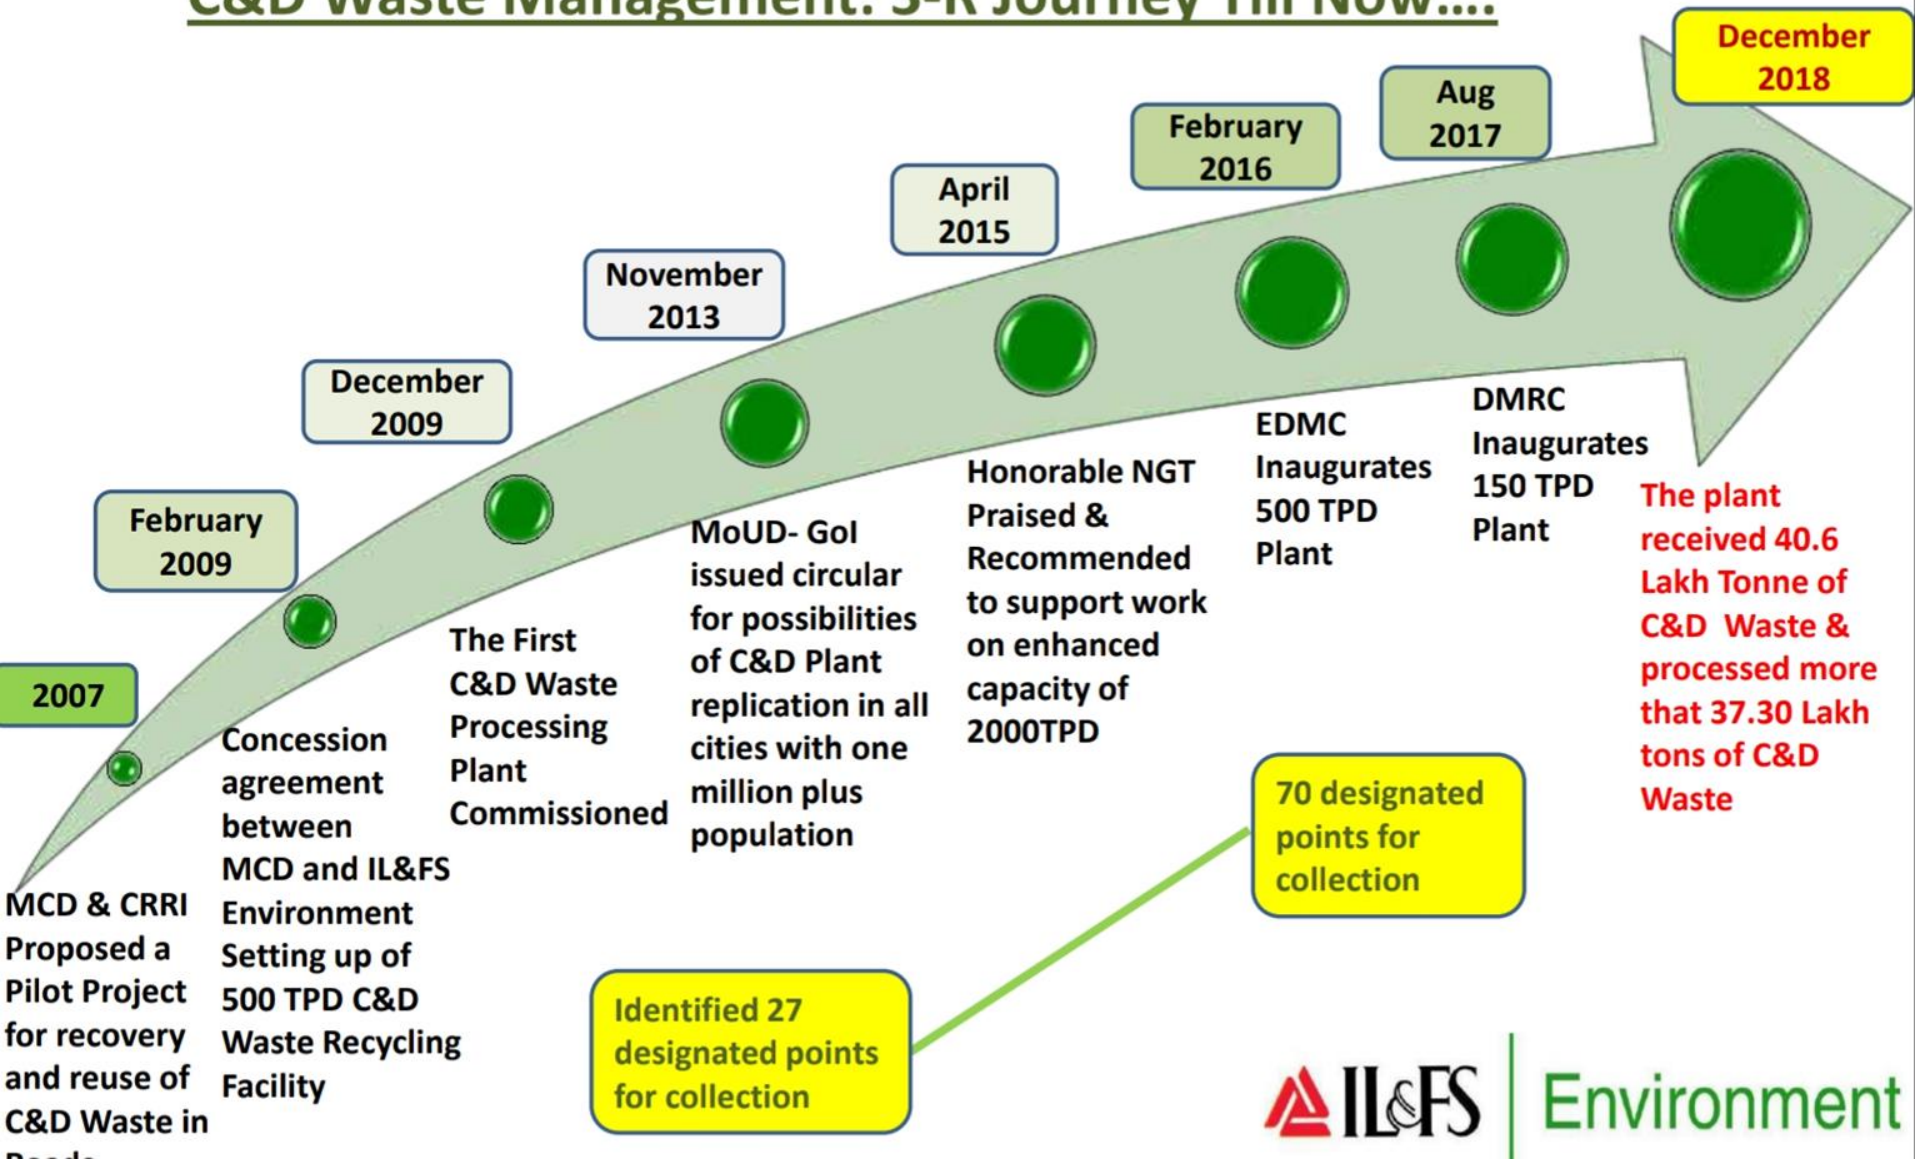 C&D Waste Management: 3-R Journey Till Now....
2007
MCD & CRRI
Proposed a
Pilot Project
for recovery
and reuse of
C&D Waste in
February
2009
Concession
agreement
between
MCD and IL&FS
Environment
Setting up of
500 TPD C&D
Waste Recycling
Facility
December
2009
The First
C&D Waste
Processing
Plant
Commissioned
November
2013
MoUD- GoI
issued circular
for possibilities
of C&D Plant
replication in all
cities with one
million plus
population
April
2015
Honorable NGT
Praised &
Recommended
to support work
on enhanced
capacity of
2000TPD
February
2016
EDMC
Inaugurates
500 TPD
Plant
Aug
2017
DMRC
Inaugurates
150 TPD
Plant
December
2018
The plant
received 40.6
Lakh Tonne of
C&D Waste &
processed more
that 37.30 Lakh
tons of C&D
Waste
Identified 27
designated points
for collection
70 designated
points for
collection
IL&FS
Environment